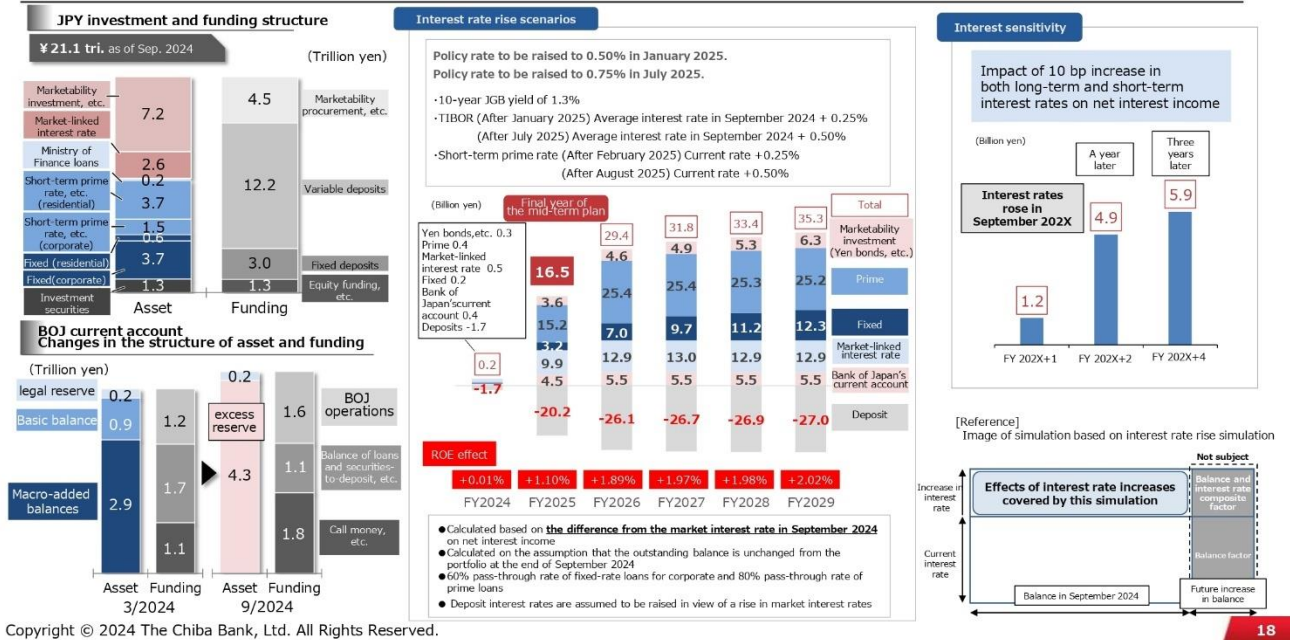 JPY investment and funding structure
¥21.1 tri. as of Sep. 2024
(Trillion yen)
Marketability
investment, etc.
Market-linked
interest rate
Ministry of
Finance loans
Short-term prime
rate, etc.
(residential)
Short-term prime
rate, etc.
(corporate)
Fixed (residential)
Fixed(corporate)
Investment
securities
7.2
2.6
0.2
3.7
1.5
0.6
3.7
1.3
4.5
12.2
3.0
1.3
Marketability
procurement, etc.
Variable deposits
Fixed deposits
Equity funding,
etc.
Asset
Funding
BOJ current account
Changes in the structure of asset and funding
(Trillion yen)
legal reserve
Basic balance
Macro-added
balances
0.2
0.9
2.9
1.2
1.7
1.1
excess
reserve
0.2
4.3
1.6
1.1
1.8
BOJ
operations
Balance of loans
and securities-
to-deposit, etc.
Call money,
etc.
Asset Funding
3/2024
Asset Funding
9/2024
Interest rate rise scenarios
Policy rate to be raised to 0.50% in January 2025.
Policy rate to be raised to 0.75% in July 2025.
・10-year JGB yield of 1.3%
・TIBOR (After January 2025) Average interest rate in September 2024 + 0.25%
(After July 2025) Average interest rate in September 2024 + 0.50%
・Short-term prime rate (After February 2025) Current rate +0.25%
(After August 2025) Current rate +0.50%
(Billion yen)
Final year of
the mid-term plan
Yen bonds,etc. 0.3
Prime 0.4
Market-linked
interest rate 0.5
Fixed 0.2
Bank of
Japan'scurrent
account 0.4
Deposits -1.7
0.2
-1.7
16.5
3.6
15.2
3.2
9.9
4.5
-20.2
29.4
4.6
25.4
7.0
12.9
5.5
-26.1
31.8
4.9
25.4
9.7
13.0
5.5
-26.7
33.4
5.3
25.3
11.2
12.9
5.5
-26.9
35.3
6.3
25.2
12.3
12.9
5.5
-27.0
Total
Marketability
investment
(Yen bonds, etc.)
Prime
Fixed
Market-linked
interest rate
Bank of Japan's
current account
Deposit
ROE effect
+0.01% +1.10% +1.89% +1.97% +1.98% +2.02%
FY2024 FY2025 FY2026 FY2027 FY2028 FY2029
●Calculated based on the difference from the market interest rate in September 2024
on net interest income
●Calculated on the assumption that the outstanding balance is unchanged from the
portfolio at the end of September 2024
●60% pass-through rate of fixed-rate loans for corporate and 80% pass-through rate of
prime loans
● Deposit interest rates are assumed to be raised in view of a rise in market interest rates
Interest sensitivity
Impact of 10 bp increase in
both long-term and short-term
interest rates on net interest income
(Billion yen)
A year
later
Three
years
later
Interest rates
rose in
September 202X
1.2
4.9
5.9
FY 202X+1 FY 202X+2 FY 202X+4
[Reference]
Image of simulation based on interest rate rise simulation
Not subject
Increase in
interest
rate
Effects of interest rate increases
covered by this simulation
Balance and
interest rate
composite
factor
Current
interest
rate
Balance factor
Balance in September 2024
Future increase
in balance
Copyright © 2024 The Chiba Bank, Ltd. All Rights Reserved.
18